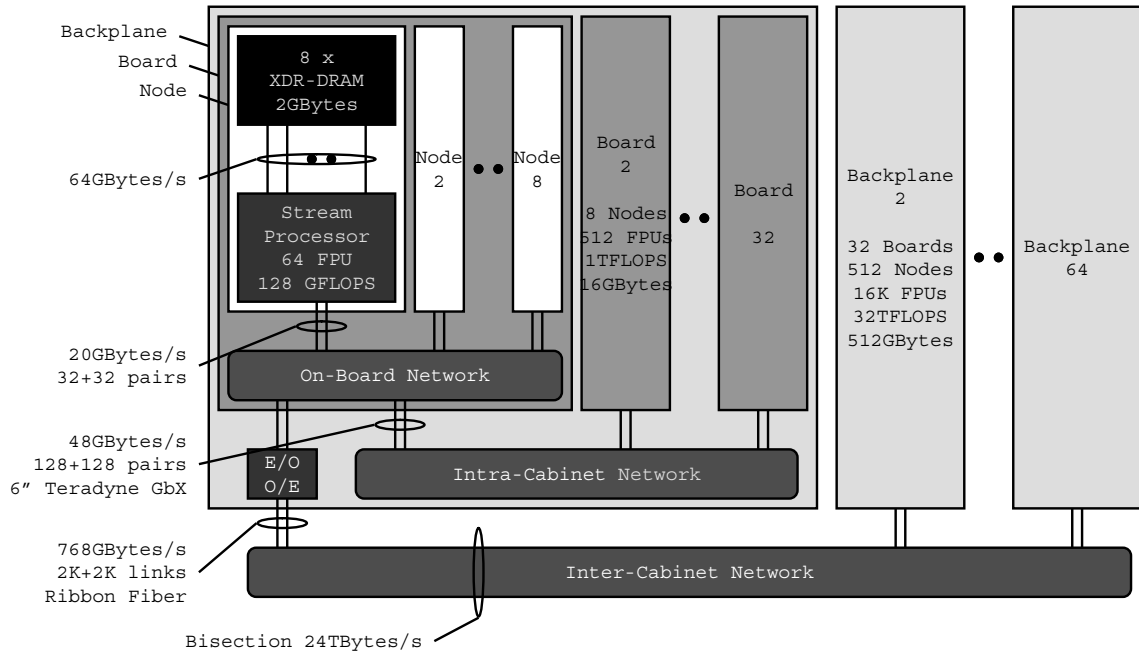 Backplane
Board
Node
8 x
XDR-DRAM
2GBytes
64GBytes/s
Stream
Processor
64 FPU
128 GFLOPS
Node
2
Node
8
Board
2
8 Nodes
512 FPUs
1TFLOPS
16GBytes
Board
32
Backplane
2
32 Boards
512 Nodes
16K FPUs
32TFLOPS
512GBytes
Backplane
64
20GBytes/s
32+32 pairs
On-Board Network
48GBytes/s
128+128 pairs
6” Teradyne GbX
E/O
O/E
Intra-Cabinet Network
768GBytes/s
2K+2K links
Ribbon Fiber
Inter-Cabinet Network
Bisection 24TBytes/s